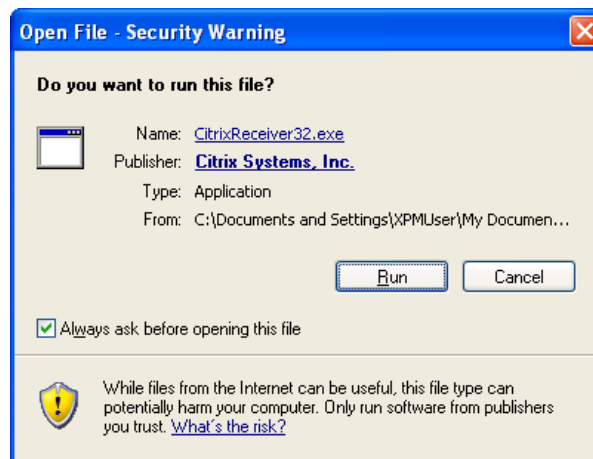 Open File - Security Warning
Do you want to run this file?
Name: CitrixReceiver32.exe
Publisher: Citrix Systems, Inc.
Type: Application
From: C:\Documents and Settings\XPMUser\My Documen...
Run Cancel
Always ask before opening this file
While files from the Internet can be useful, this file type can
potentially harm your computer. Only run software from publishers
you trust. What's the risk?